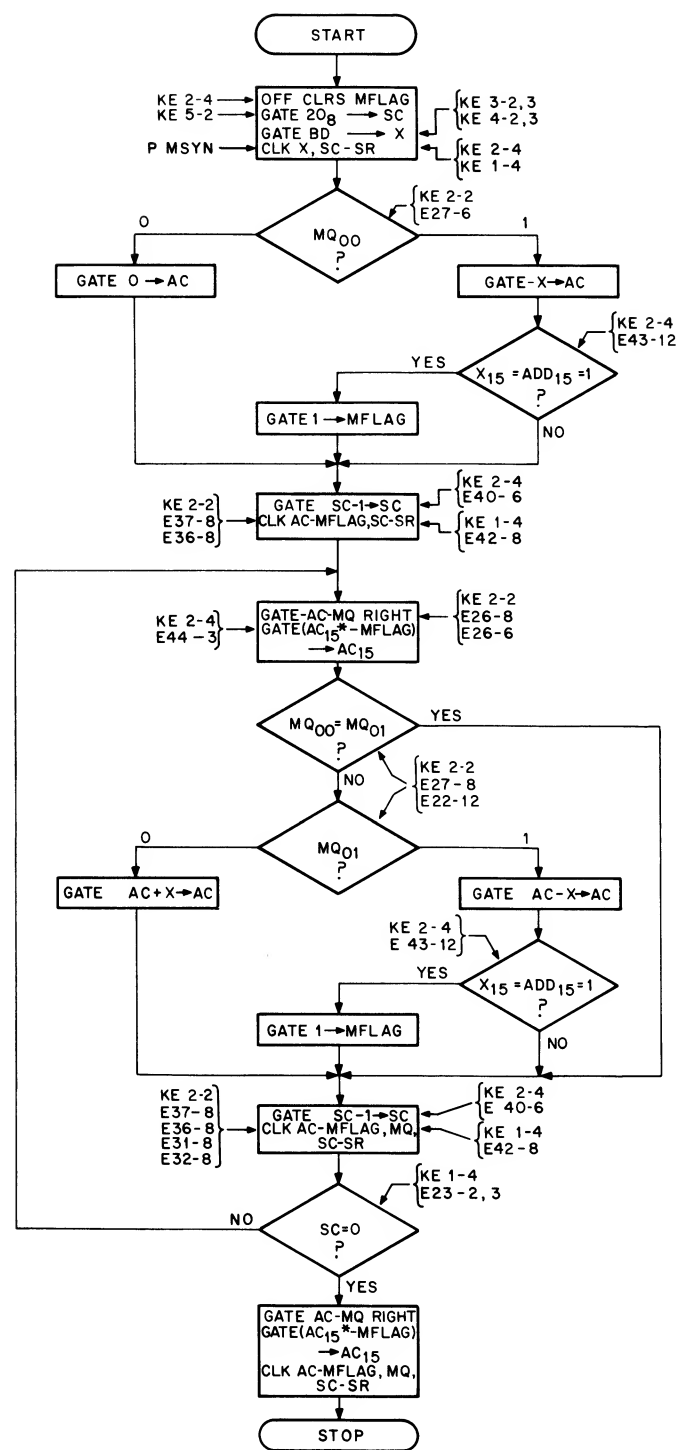 START
KE 2-4
KE 5-2
P MSYN
OFF CLRS MFLAG
GATE 20₈ → SC
GATE BD → X
CLK X, SC-SR
KE 3-2,3
KE 4-2,3
KE 2-4
KE 1-4
KE 2-2
E27-6
0
MQ₀₀
?
1
GATE 0 → AC
GATE-X→AC
KE 2-4
E43-12
YES
X₁₅ = ADD₁₅ = 1
?
NO
GATE 1 → MFLAG
KE 2-2
E37-8
E36-8
GATE SC-1→SC
CLK AC-MFLAG,SC-SR
KE 2-4
E40-6
KE 1-4
E42-8
KE 2-4
E44-3
GATE-AC-MQ RIGHT
GATE(AC₁₅*-MFLAG)
→AC₁₅
KE 2-2
E26-8
E26-6
MQ₀₀=MQ₀₁
?
YES
NO
KE 2-2
E27-8
E22-12
0
MQ₀₁
?
1
GATE AC+X→AC
GATE AC-X→AC
KE 2-4
E 43-12
YES
X₁₅ = ADD₁₅ = 1
?
NO
GATE 1→MFLAG
KE 2-2
E37-8
E36-8
E31-8
E32-8
GATE SC-1→SC
CLK AC-MFLAG, MQ,
SC-SR
KE 2-4
E 40-6
KE 1-4
E42-8
KE 1-4
E23-2, 3
NO
SC=0
?
YES
GATE AC-MQ RIGHT
GATE(AC₁₅*-MFLAG)
→AC₁₅
CLK AC-MFLAG, MQ,
SC-SR
STOP